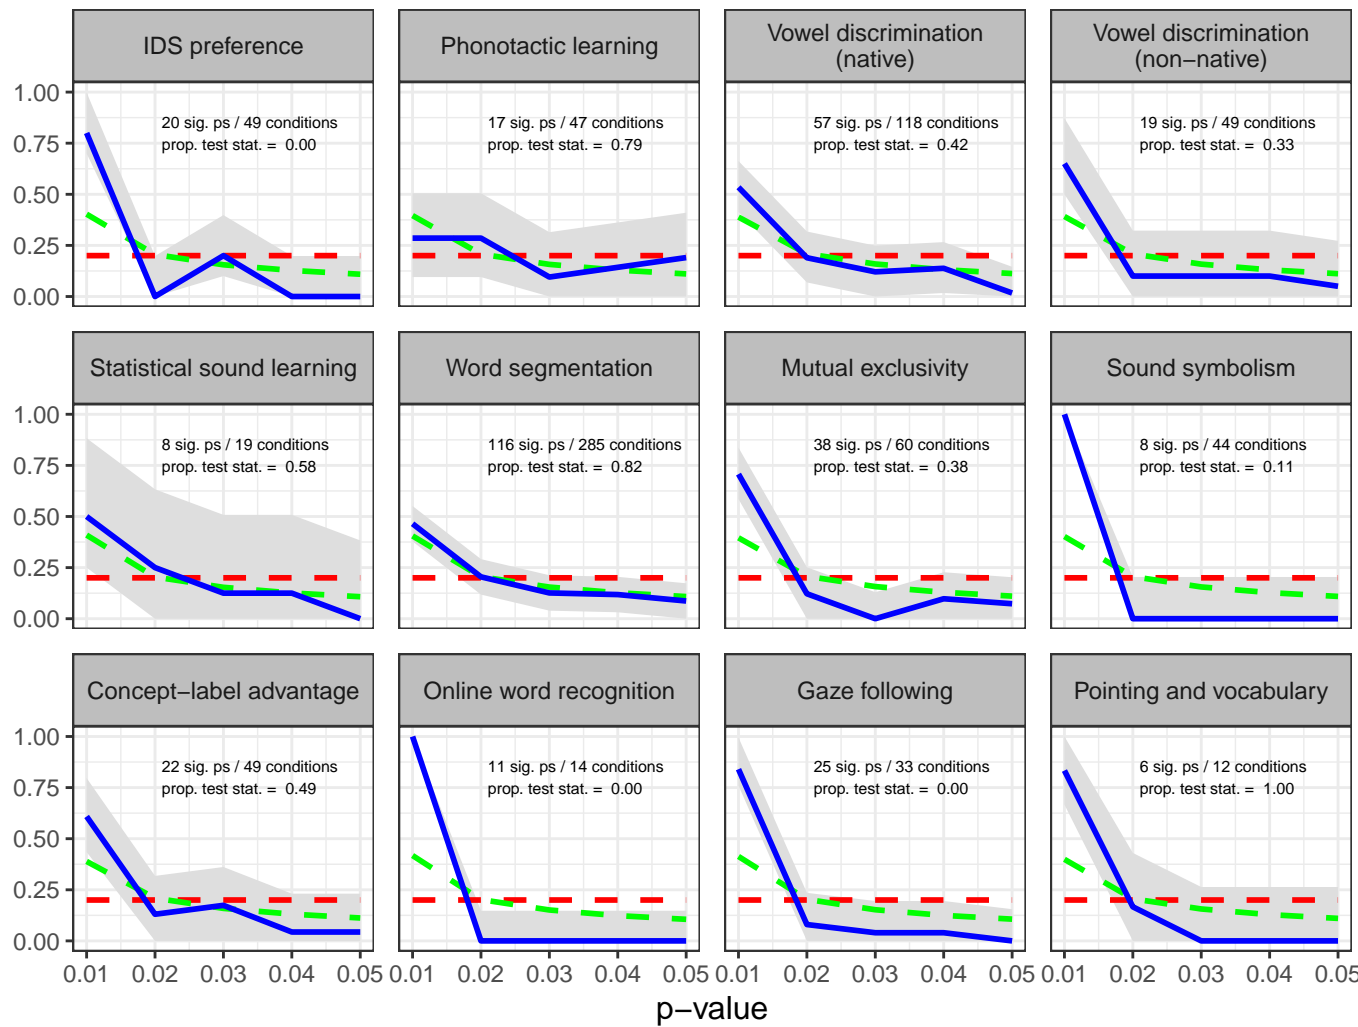 IDS preference
Phonotactic learning
Vowel discrimination
(native)
Vowel discrimination
(non−native)
1.00
0.75
0.50
0.25
0.00
20 sig. ps / 49 conditions
prop. test stat. =  0.00
17 sig. ps / 47 conditions
prop. test stat. =  0.79
57 sig. ps / 118 conditions
prop. test stat. =  0.42
19 sig. ps / 49 conditions
prop. test stat. =  0.33
Statistical sound learning
Word segmentation
Mutual exclusivity
Sound symbolism
1.00
0.75
0.50
0.25
0.00
8 sig. ps / 19 conditions
prop. test stat. =  0.58
116 sig. ps / 285 conditions
prop. test stat. =  0.82
38 sig. ps / 60 conditions
prop. test stat. =  0.38
8 sig. ps / 44 conditions
prop. test stat. =  0.11
Concept−label advantage
Online word recognition
Gaze following
Pointing and vocabulary
1.00
0.75
0.50
0.25
0.00
22 sig. ps / 49 conditions
prop. test stat. =  0.49
11 sig. ps / 14 conditions
prop. test stat. =  0.00
25 sig. ps / 33 conditions
prop. test stat. =  0.00
6 sig. ps / 12 conditions
prop. test stat. =  1.00
0.01 0.02 0.03 0.04 0.05
0.01 0.02 0.03 0.04 0.05
0.01 0.02 0.03 0.04 0.05
0.01 0.02 0.03 0.04 0.05
p−value